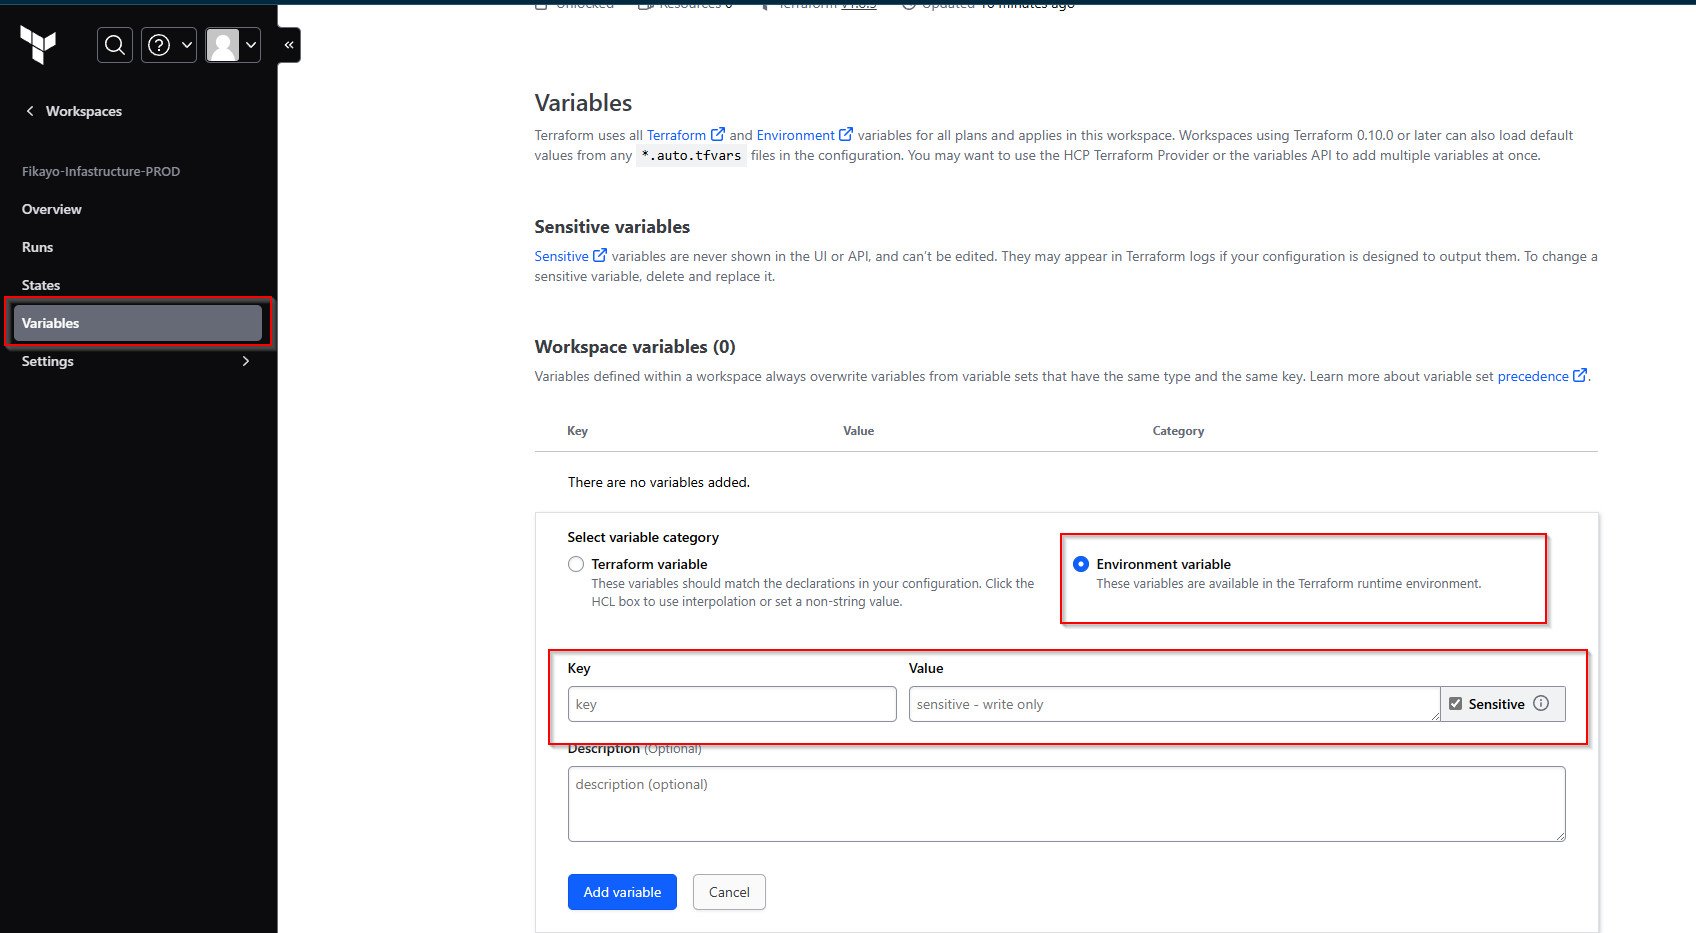 Unlocked Resources 0 Terraform v1.6.5 Updated 10 minutes ago
Workspaces
Fikayo-Infastructure-PROD
Overview
Runs
States
Variables
Settings
Variables
Terraform uses all Terraform and Environment variables for all plans and applies in this workspace. Workspaces using Terraform 0.10.0 or later can also load default
values from any *.auto.tfvars files in the configuration. You may want to use the HCP Terraform Provider or the variables API to add multiple variables at once.
Sensitive variables
Sensitive variables are never shown in the UI or API, and can't be edited. They may appear in Terraform logs if your configuration is designed to output them. To change a
sensitive variable, delete and replace it.
Workspace variables (0)
Variables defined within a workspace always overwrite variables from variable sets that have the same type and the same key. Learn more about variable set precedence.
Key Value Category
There are no variables added.
Select variable category
Terraform variable
These variables should match the declarations in your configuration. Click the
HCL box to use interpolation or set a non-string value.
Environment variable
These variables are available in the Terraform runtime environment.
Key Value
key sensitive - write only Sensitive
Description (Optional)
description (optional)
Add variable Cancel